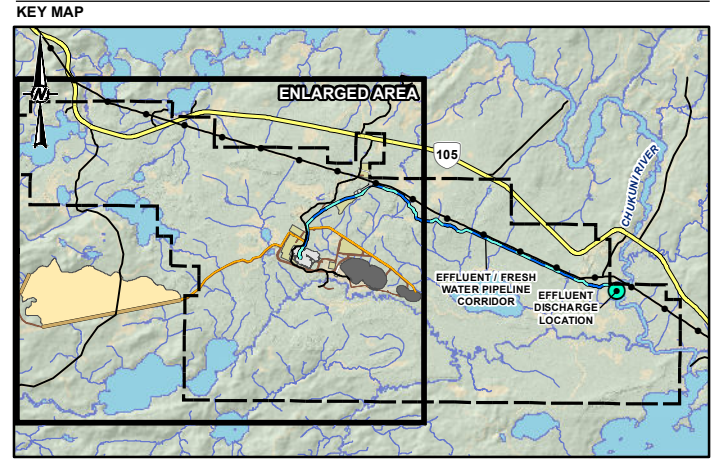 KEY MAP
ENLARGED AREA
N
105
CHUKUNI RIVER
EFFLUENT / FRESH
WATER PIPELINE
CORRIDOR
EFFLUENT
DISCHARGE
LOCATION